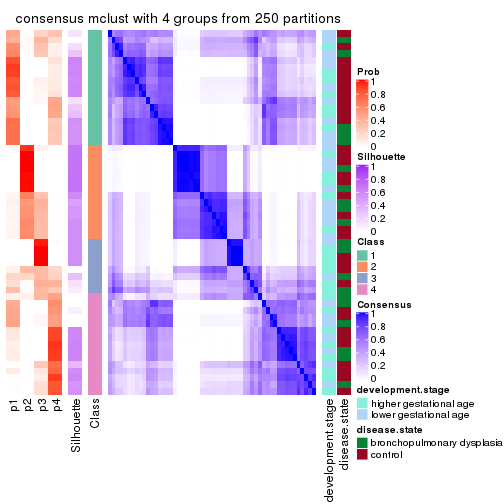 consensus mclust with 4 groups from 250 partitions
Prob
1
0.8
0.6
0.4
0.2
0
Silhouette
1
0.8
0.6
0.4
0.2
0
Class
1
2
3
4
Consensus
1
0.8
0.6
0.4
0.2
0
development.stage
higher gestational age
lower gestational age
disease.state
bronchopulmonary dysplasia
control
p1
p2
p3
p4
Silhouette
Class
development.stage
disease.state